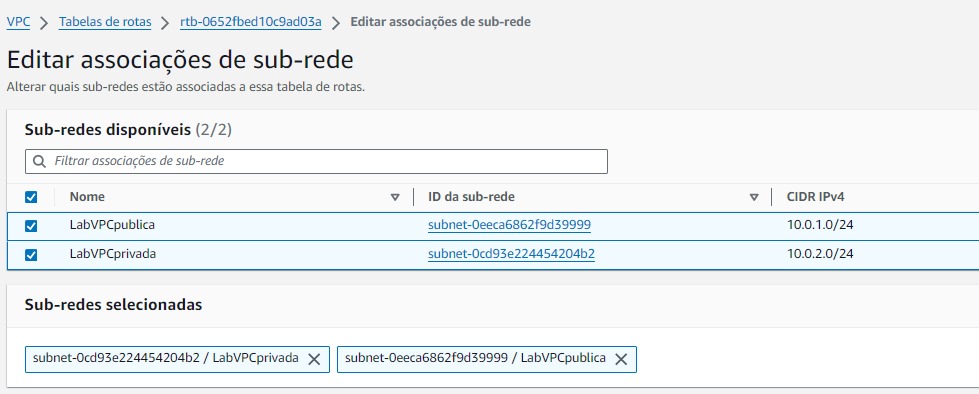 VPC > Tabelas de rotas > rtb-0652fbed10c9ad03a > Editar associações de sub-rede
Editar associações de sub-rede
Alterar quais sub-redes estão associadas a essa tabela de rotas.
Sub-redes disponíveis (2/2)
Filtrar associações de sub-rede
Nome ID da sub-rede CIDR IPv4
LabVPCpublica subnet-0eeca6862f9d39999 10.0.1.0/24
LabVPCprivada subnet-0cd93e224454204b2 10.0.2.0/24
Sub-redes selecionadas
subnet-0cd93e224454204b2 / LabVPCprivada subnet-0eeca6862f9d39999 / LabVPCpublica